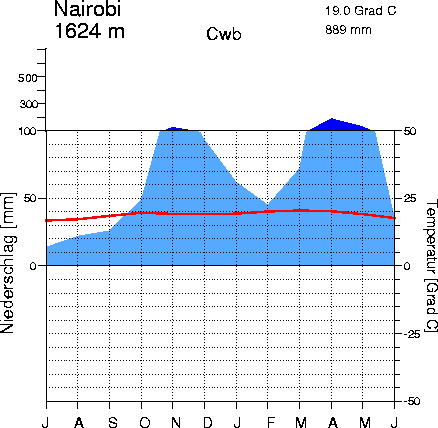 Nairobi
1624 m
Cwb
19.0 Grad C
889 mm
500
300
100
50
0
Niederschlag [mm]
50
25
0
-25
-50
Temperatur [Grad C]
J A S O N D J F M A M J